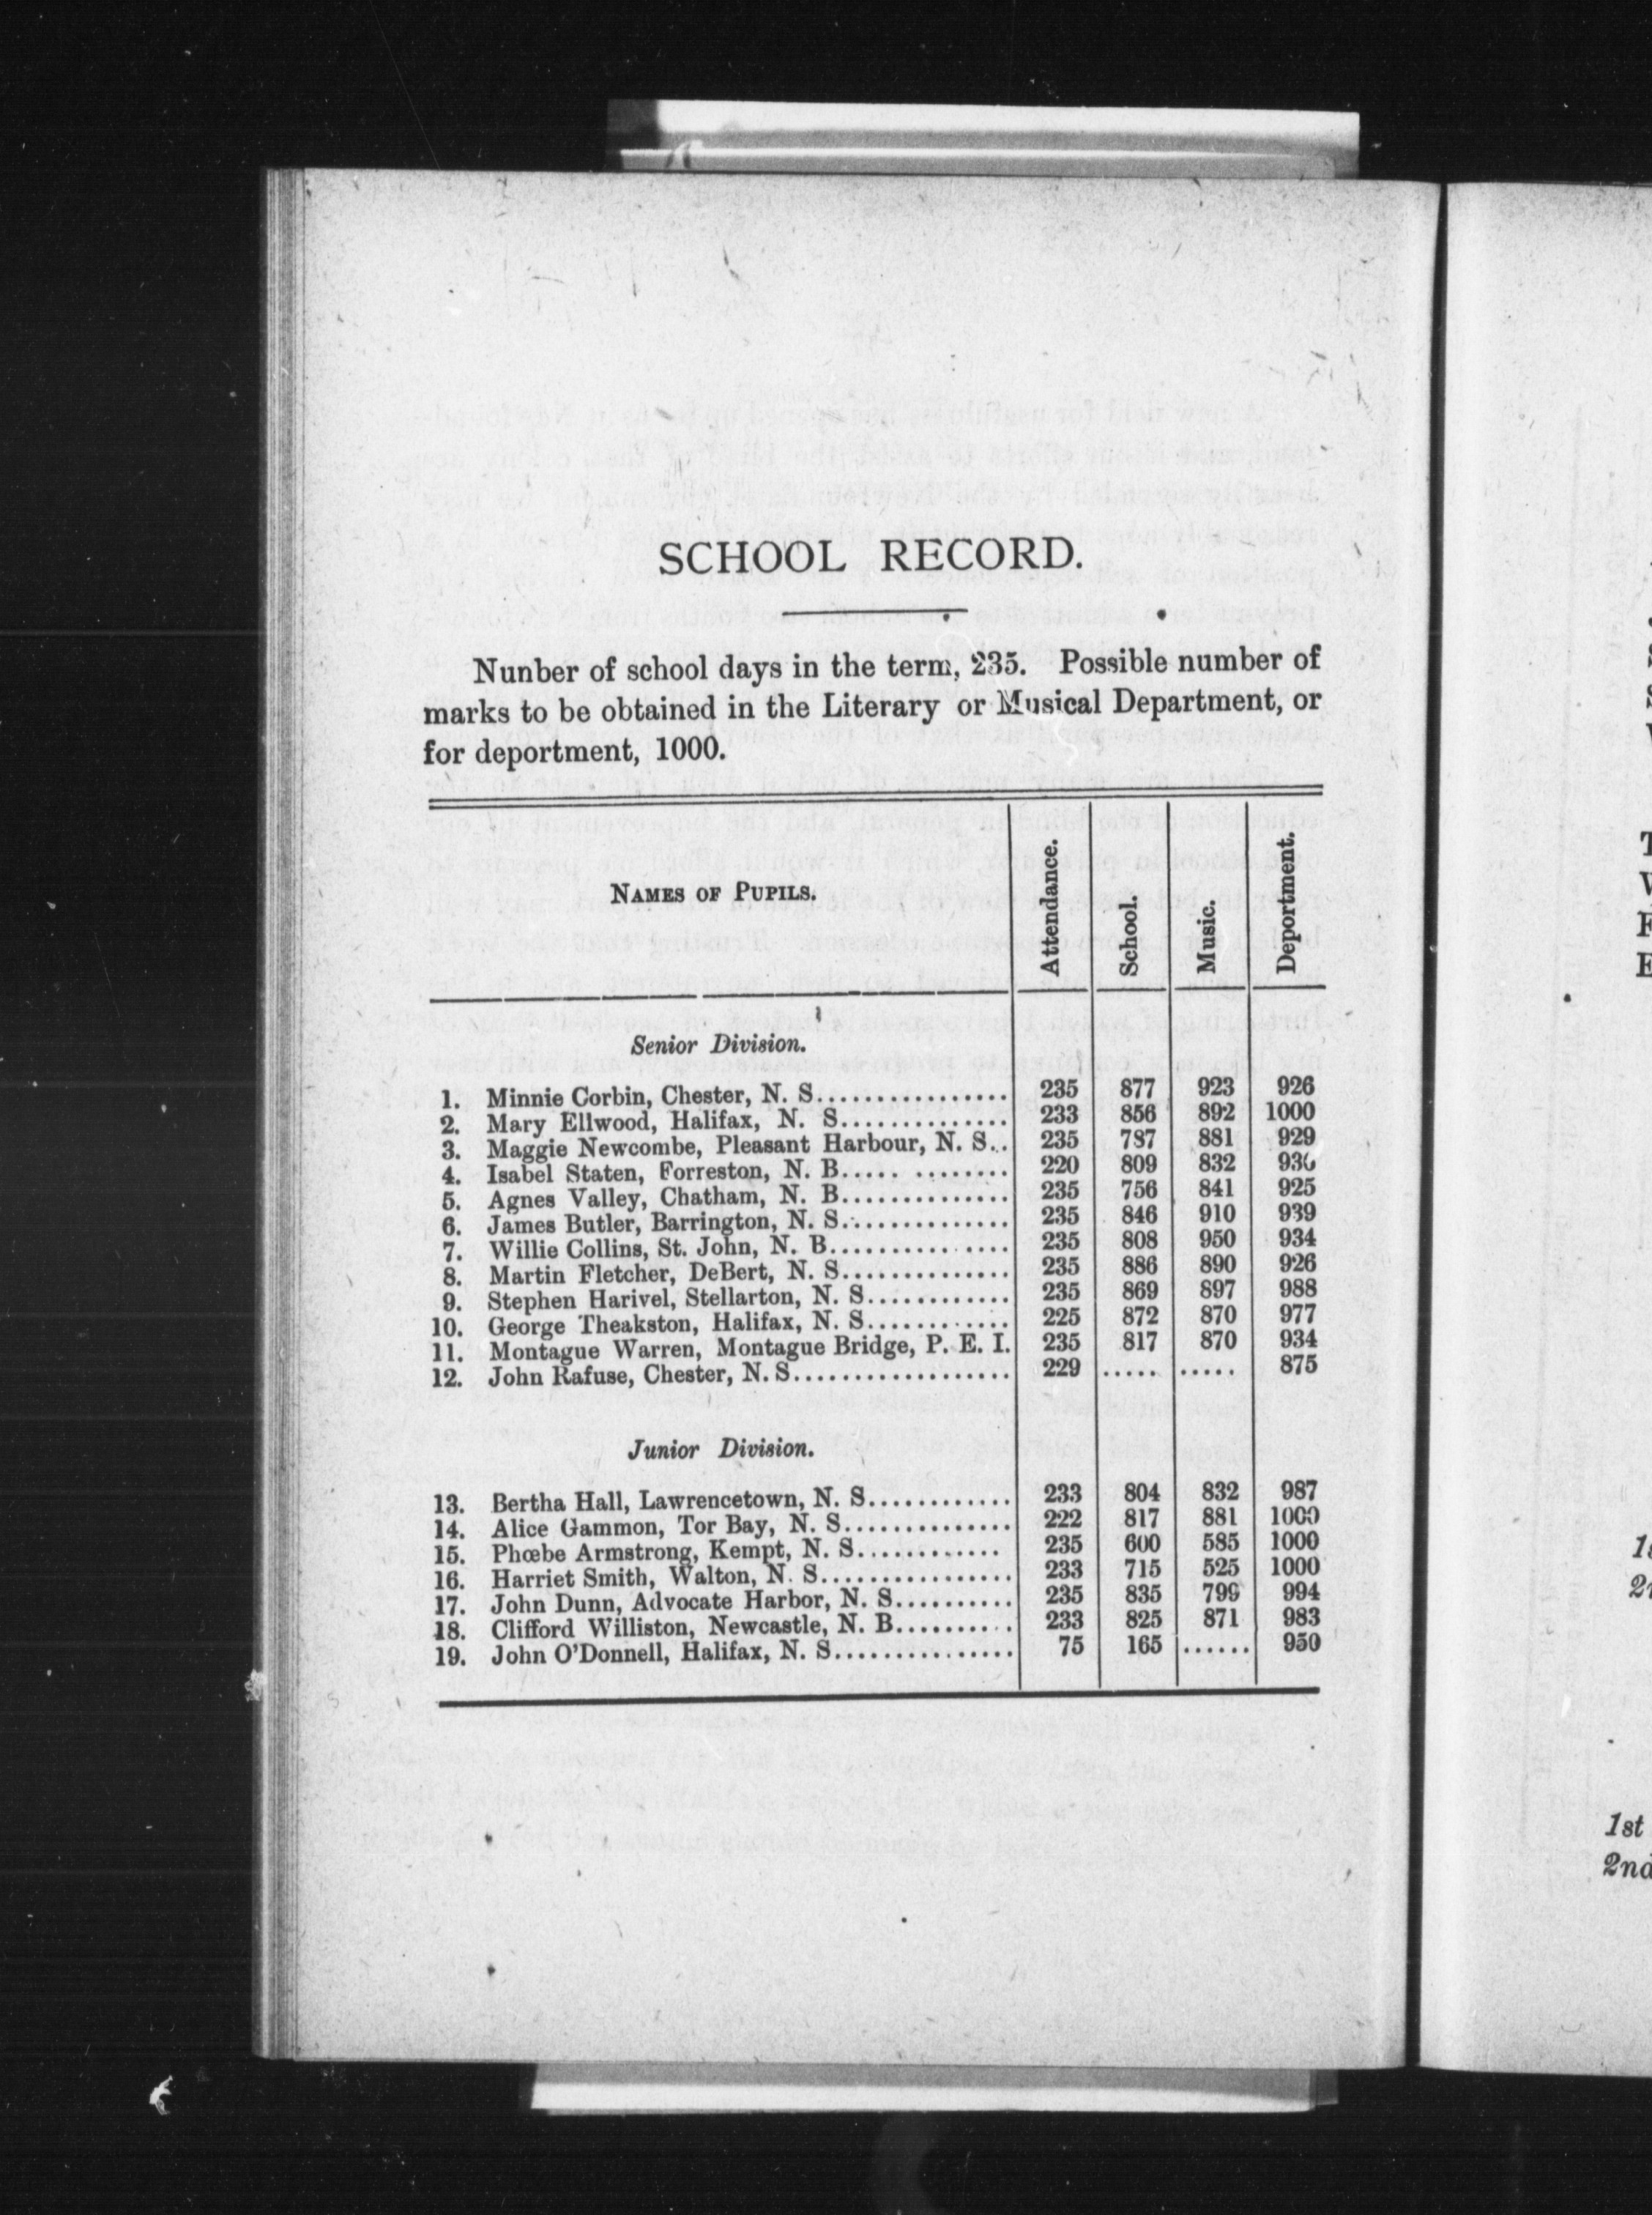 SCHOOL RECORD.
Nunber of school days in the term, 235. Possible number of
marks to be obtained in the Literary or Musical Department, or
for deportment, 1000.
NAMES OF PUPILS. Attendance. School. Music. Deportment.
Senior Division.
1. Minnie Corbin, Chester, N. S................ 235 877 923 926
2. Mary Ellwood, Halifax, N. S.............. 233 856 892 1000
3. Maggie Newcombe, Pleasant Harbour, N. S... 235 787 881 929
4. Isabel Staten, Forreston, N. B..... ........ 220 809 832 930
5. Agnes Valley, Chatham, N. B.............. 235 756 841 925
6. James Butler, Barrington, N. S.............. 235 846 910 939
7. Willie Collins, St. John, N. B............... 235 808 950 934
8. Martin Fletcher, DeBert, N. S.............. 235 886 890 926
9. Stephen Harivel, Stellarton, N. S............ 235 869 897 988
10. George Theakston, Halifax, N. S............ 225 872 870 977
11. Montague Warren, Montague Bridge, P. E. I. 235 817 870 934
12. John Rafuse, Chester, N. S.................. 229 ..... ..... 875
Junior Division.
13. Bertha Hall, Lawrencetown, N. S............ 233 804 832 987
14. Alice Gammon, Tor Bay, N. S.............. 222 817 881 1000
15. Phœbe Armstrong, Kempt, N. S............. 235 600 585 1000
16. Harriet Smith, Walton, N. S................ 233 715 525 1000
17. John Dunn, Advocate Harbor, N. S.......... 235 835 799 994
18. Clifford Williston, Newcastle, N. B.......... 233 825 871 983
19. John O'Donnell, Halifax, N. S............... 75 165 ...... 950
1st
2nd